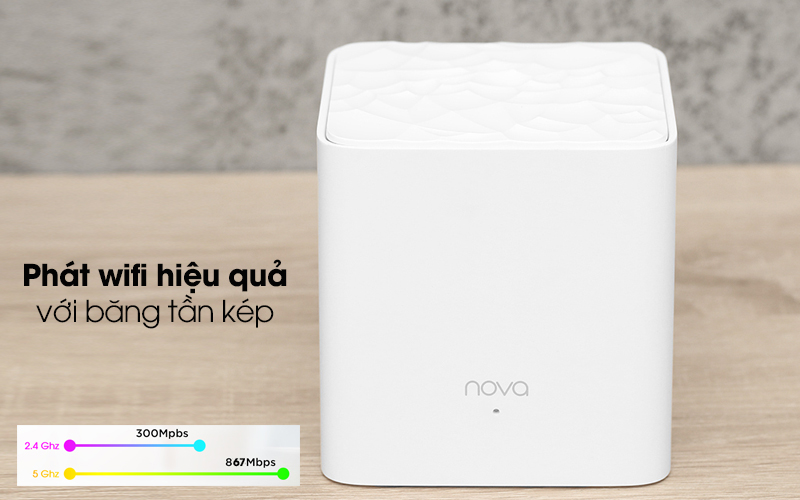 Phát wifi hiệu quả
với băng tần kép
nova
300Mpbs
2.4 Ghz
867Mbps
5 Ghz